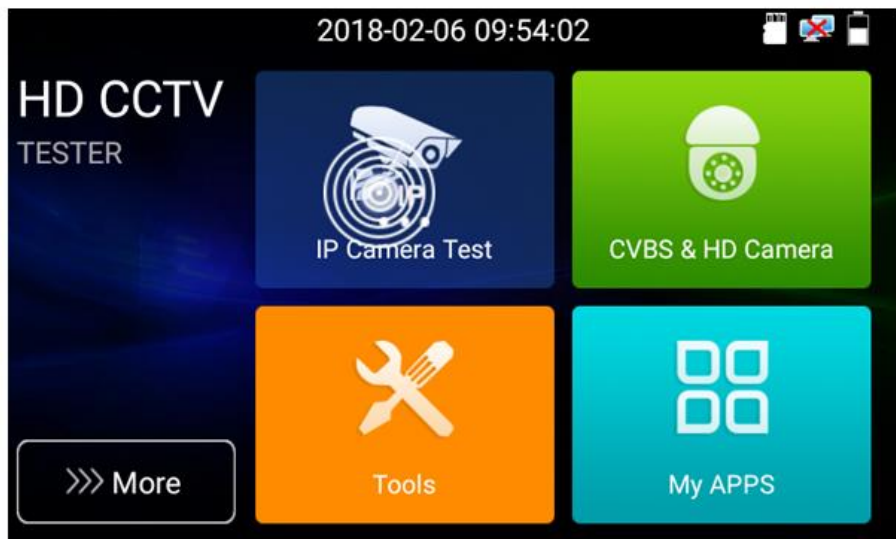 2018-02-06 09:54:02
HD CCTV
TESTER
IP
IP Camera Test
CVBS & HD Camera
Tools
My APPS
>>> More